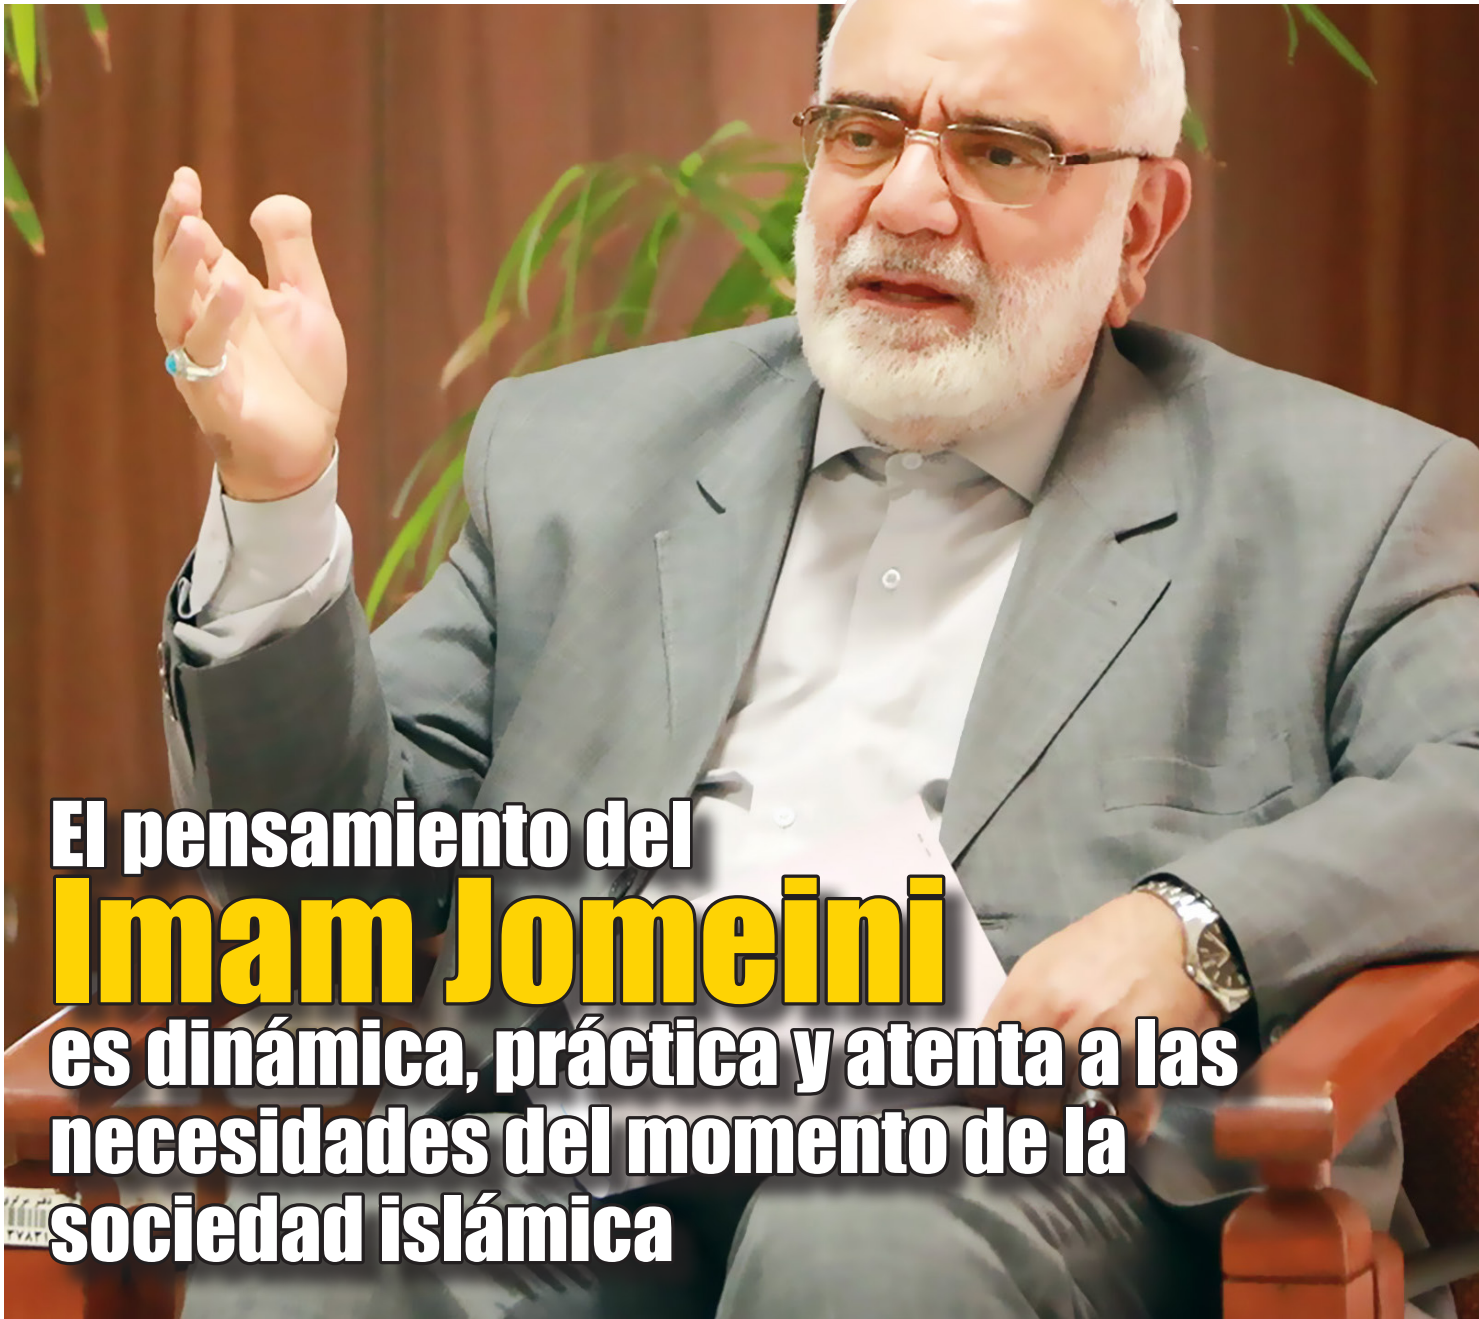 El pensamiento del
Imam Jomeini
es dinámica, práctica y atenta a las
necesidades del momento de la
sociedad islámica